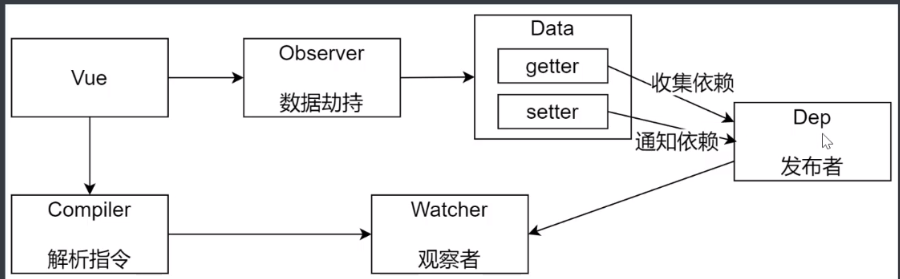 Vue
Observer
数据劫持
Data
getter
setter
收集依赖
通知依赖
Dep
发布者
Compiler
解析指令
Watcher
观察者